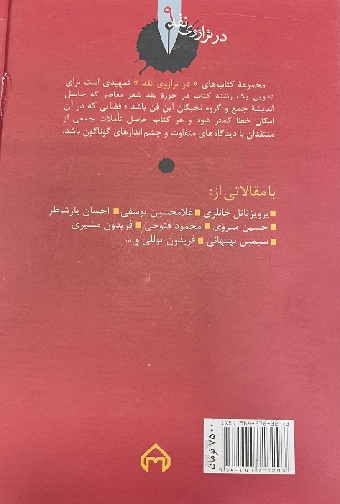 در ترازوی نقد
۹
مجموعهٔ کتاب‌های « در ترازوی نقد » تمهیدی است برای
تدوین یک رشته کتاب در حوزهٔ نقد شعر معاصر که حاصل
اندیشهٔ جمع و گروه نخبگان این فن باشد ؛ فضایی که در آن
امکان خطا کمتر شود و هر کتاب حاصل تأملات جمعی از
منتقدان با دیدگاه‌های متفاوت و چشم‌اندازهای گوناگون باشد.
با مقالاتی از:
■ پرویز ناتل خانلری ■ غلامحسین یوسفی ■ احسان یارشاطر
■ حسین منزوی ■ محمود فتوحی ■ فریدون مشیری
■ سیمین بهبهانی ■ فریدون توللی و ...
۷۵۰۰ تومان